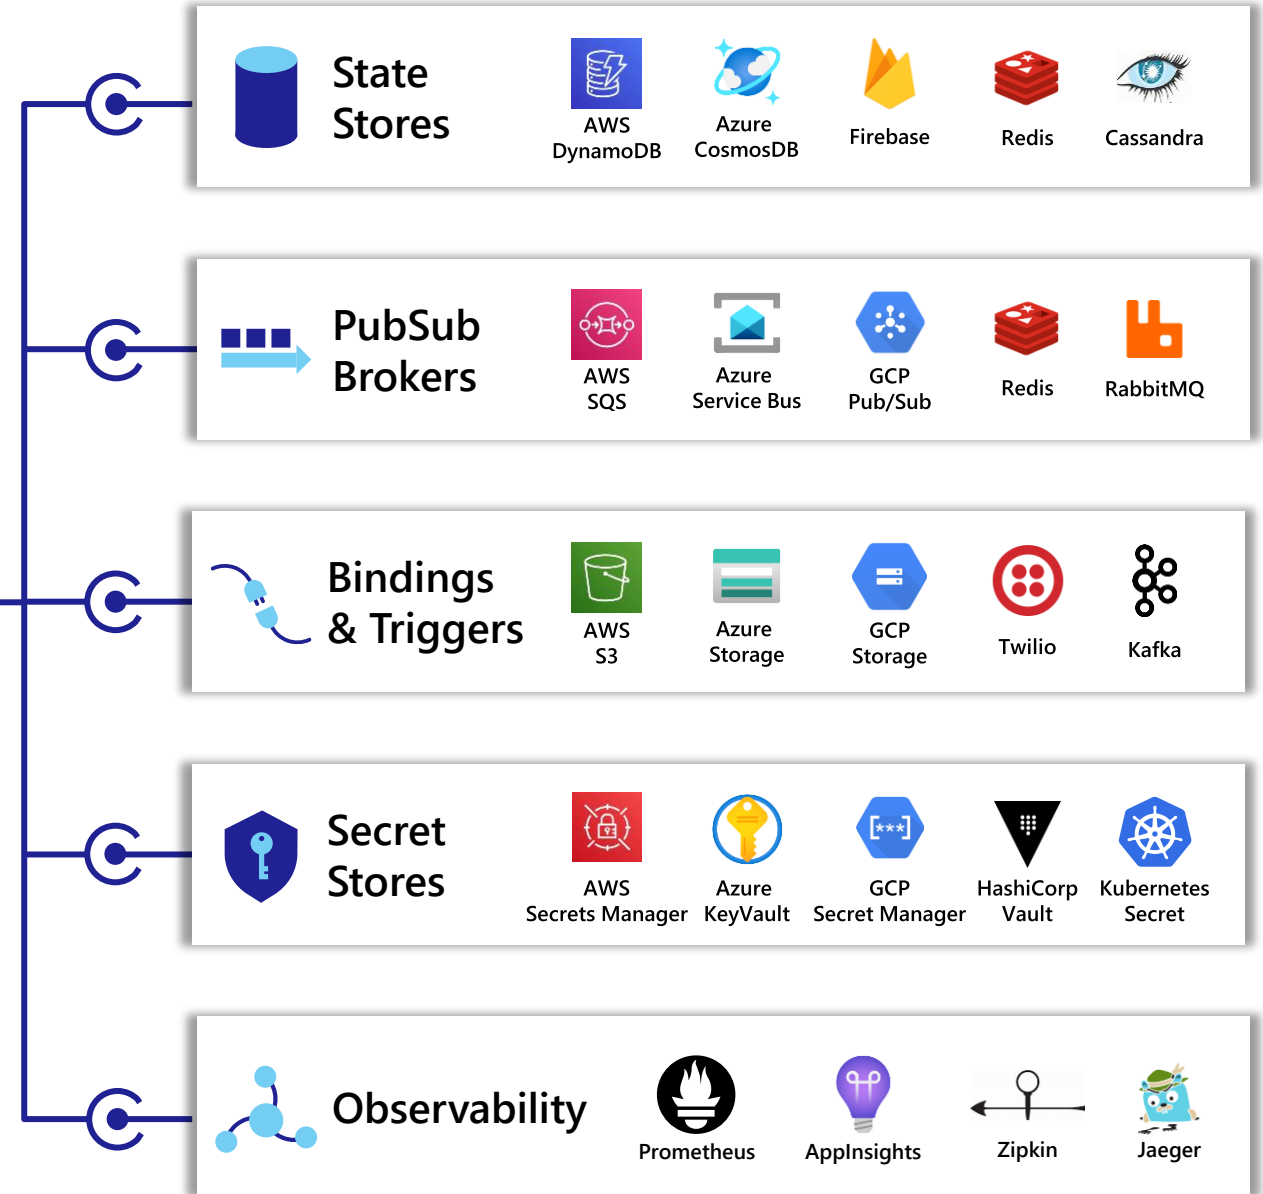 State
Stores
AWS
DynamoDB
Azure
CosmosDB
Firebase
Redis
Cassandra
PubSub
Brokers
AWS
SQS
Azure
Service Bus
GCP
Pub/Sub
Redis
RabbitMQ
Bindings
& Triggers
AWS
S3
Azure
Storage
GCP
Storage
Twilio
Kafka
Secret
Stores
AWS
Secrets Manager
Azure
KeyVault
[***]
GCP
Secret Manager
HashiCorp
Vault
Kubernetes
Secret
Observability
Prometheus
AppInsights
Zipkin
Jaeger